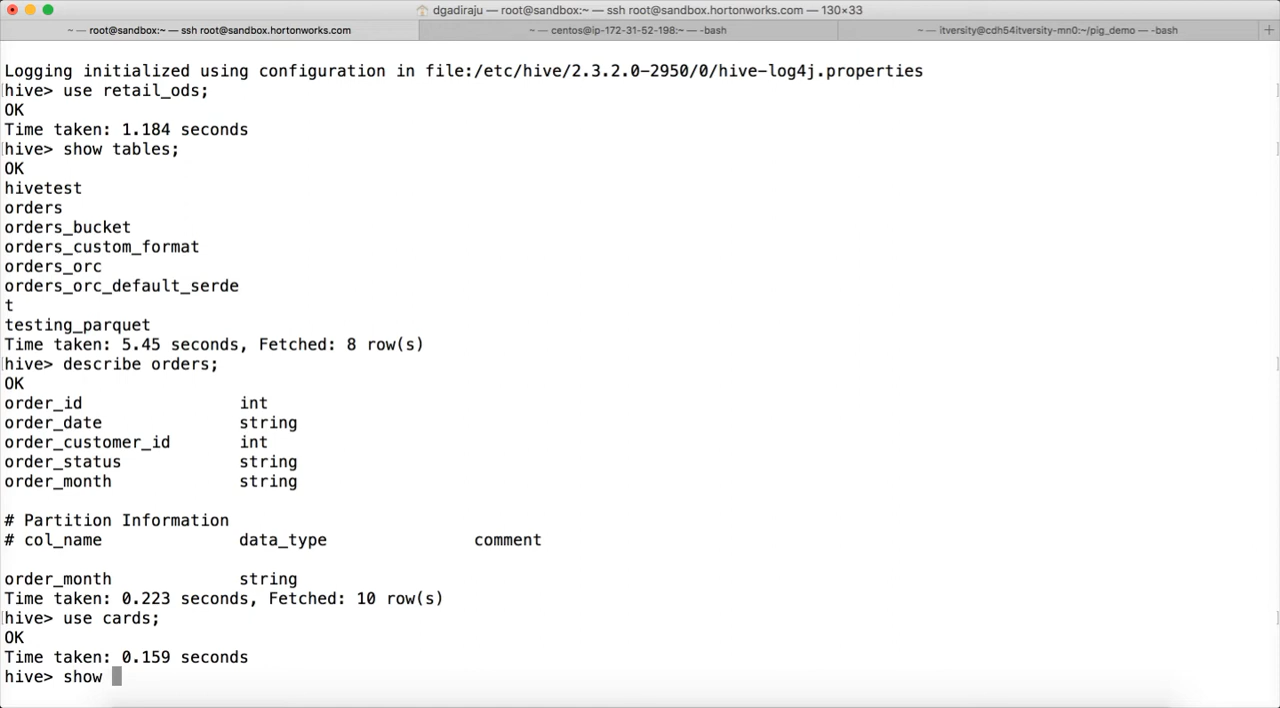 dgadiraju — root@sandbox:~ — ssh root@sandbox.hortonworks.com — 130×33
~ — root@sandbox:~ — ssh root@sandbox.hortonworks.com
~ — centos@ip-172-31-52-198:~ — -bash
~ — itversity@cdh54itversity-mn0:~/pig_demo — -bash
+
Logging initialized using configuration in file:/etc/hive/2.3.2.0-2950/0/hive-log4j.properties
[hive> use retail_ods; ]
OK
Time taken: 1.184 seconds
[hive> show tables; ]
OK
hivetest
orders
orders_bucket
orders_custom_format
orders_orc
orders_orc_default_serde
t
testing_parquet
Time taken: 5.45 seconds, Fetched: 8 row(s)
[hive> describe orders; ]
OK
order_id int
order_date string
order_customer_id int
order_status string
order_month string
# Partition Information
# col_name data_type comment
order_month string
Time taken: 0.223 seconds, Fetched: 10 row(s)
[hive> use cards; ]
OK
Time taken: 0.159 seconds
hive> show